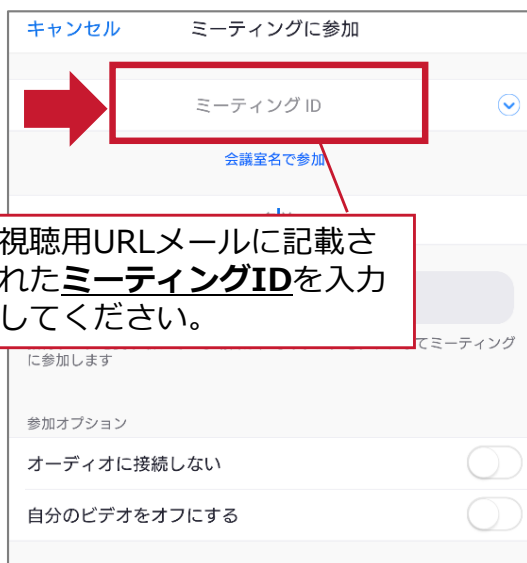 キャンセル ミーティングに参加
ミーティング ID
会議室名で参加
視聴用URLメールに記載さ
れたミーティングIDを入力
してください。
てミーティング
に参加します
参加オプション
オーディオに接続しない
自分のビデオをオフにする